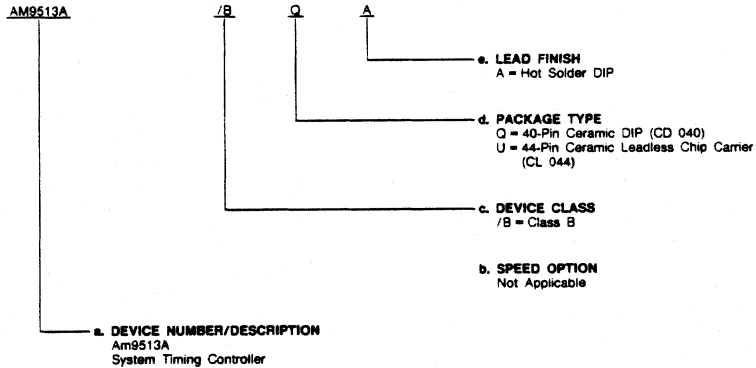 AM9513A /B Q A
e. LEAD FINISH
A = Hot Solder DIP
d. PACKAGE TYPE
Q = 40-Pin Ceramic DIP (CD 040)
U = 44-Pin Ceramic Leadless Chip Carrier
(CL 044)
c. DEVICE CLASS
/B = Class B
b. SPEED OPTION
Not Applicable
a. DEVICE NUMBER/DESCRIPTION
Am9513A
System Timing Controller